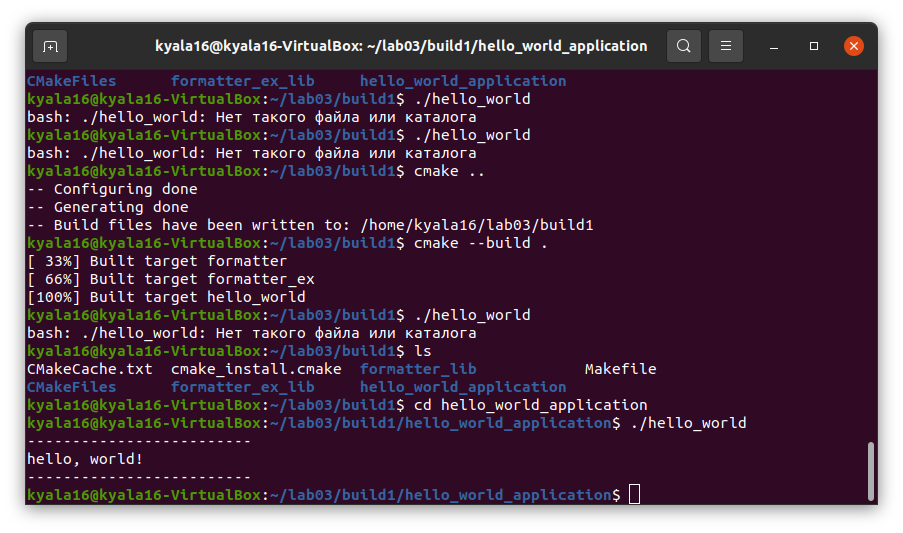 kyala16@kyala16-VirtualBox: ~/lab03/build1/hello_world_application
CMakeFiles formatter_ex_lib hello_world_application
kyala16@kyala16-VirtualBox:~/lab03/build1$ ./hello_world
bash: ./hello_world: Нет такого файла или каталога
kyala16@kyala16-VirtualBox:~/lab03/build1$ ./hello_world
bash: ./hello_world: Нет такого файла или каталога
kyala16@kyala16-VirtualBox:~/lab03/build1$ cmake ..
-- Configuring done
-- Generating done
-- Build files have been written to: /home/kyala16/lab03/build1
kyala16@kyala16-VirtualBox:~/lab03/build1$ cmake --build .
[ 33%] Built target formatter
[ 66%] Built target formatter_ex
[100%] Built target hello_world
kyala16@kyala16-VirtualBox:~/lab03/build1$ ./hello_world
bash: ./hello_world: Нет такого файла или каталога
kyala16@kyala16-VirtualBox:~/lab03/build1$ ls
CMakeCache.txt cmake_install.cmake formatter_lib Makefile
CMakeFiles formatter_ex_lib hello_world_application
kyala16@kyala16-VirtualBox:~/lab03/build1$ cd hello_world_application
kyala16@kyala16-VirtualBox:~/lab03/build1/hello_world_application$ ./hello_world
-------------------------
hello, world!
-------------------------
kyala16@kyala16-VirtualBox:~/lab03/build1/hello_world_application$